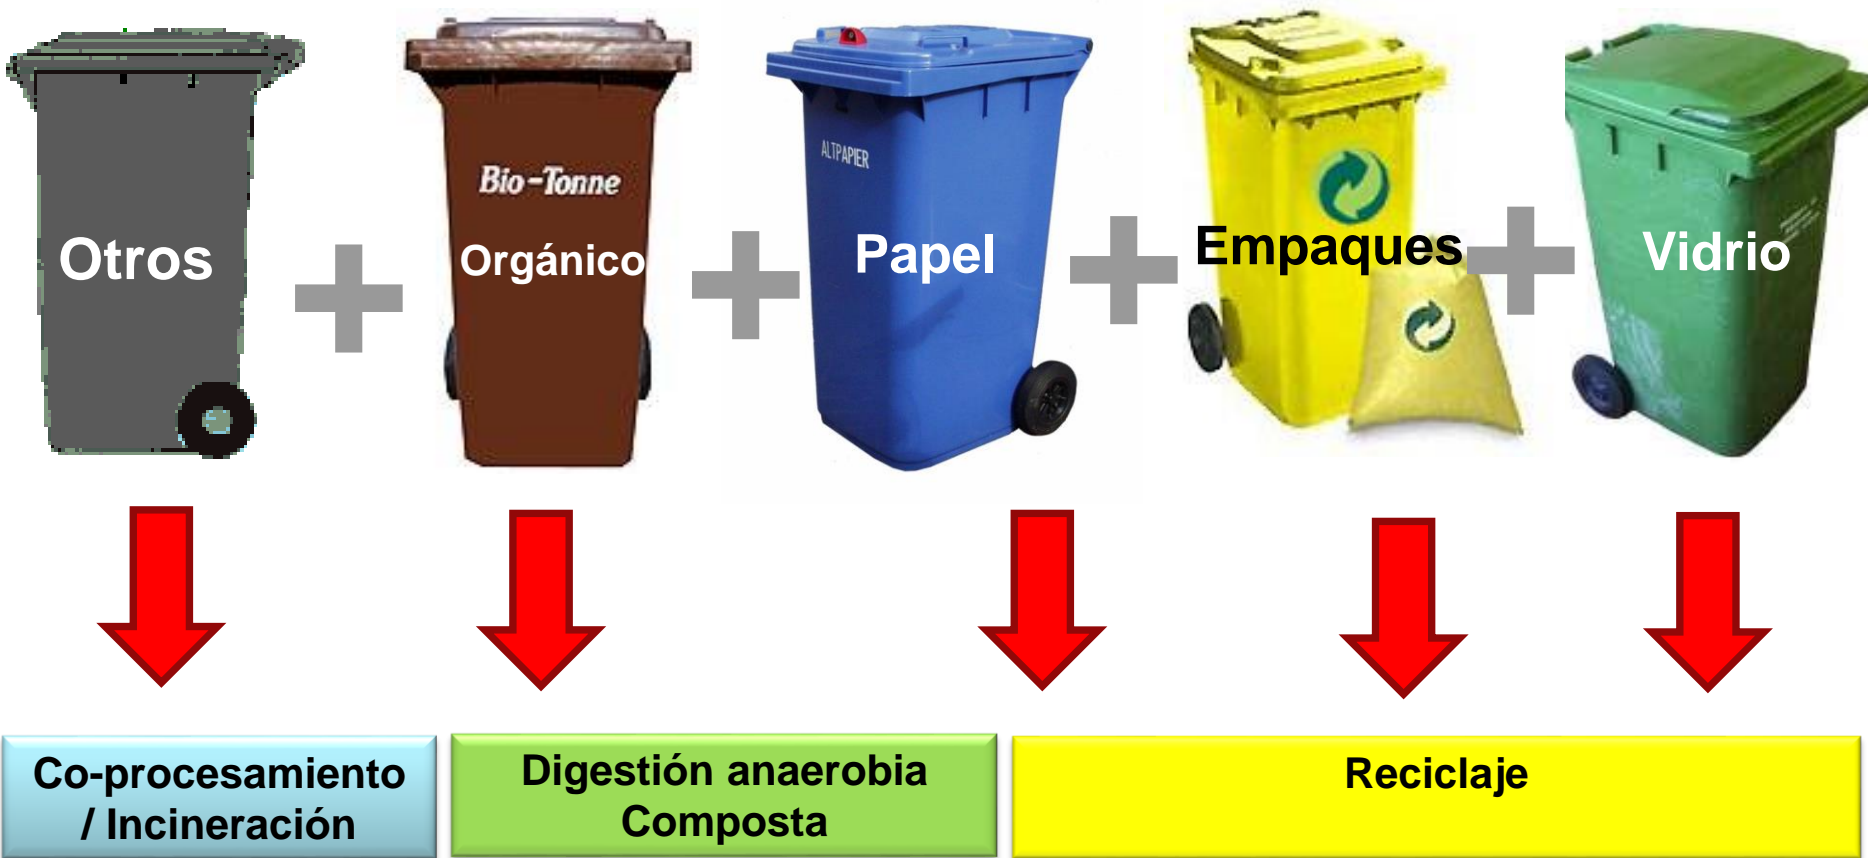 Otros
Bio-Tonne
Orgánico
ALTPAPIER
Papel
Empaques
Vidrio
Co-procesamiento
/ Incineración
Digestión anaerobia
Composta
Reciclaje